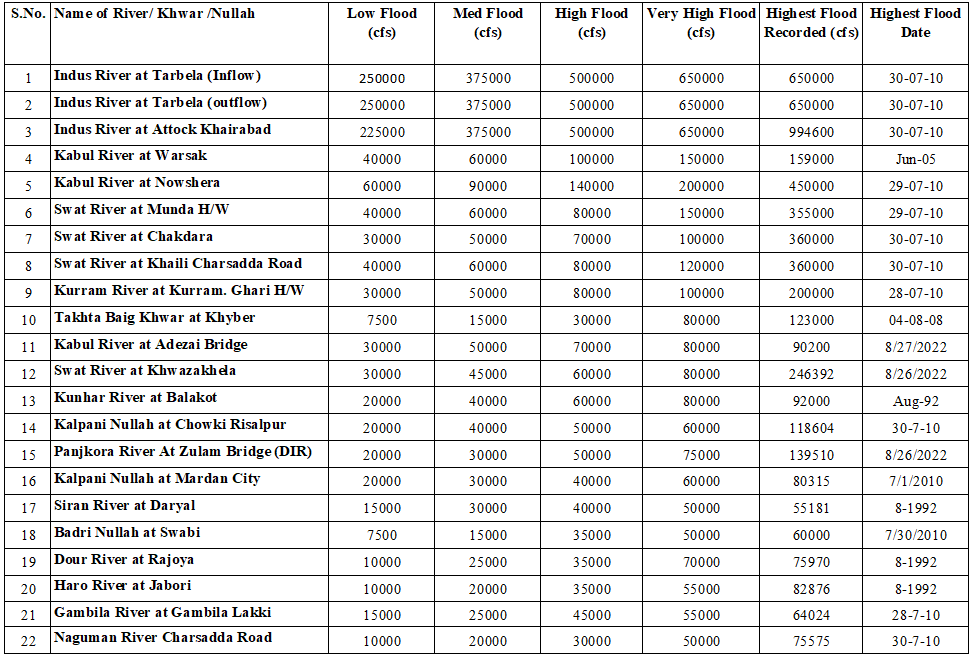 S.No. Name of River/ Khwar /Nullah Low Flood (cfs) Med Flood (cfs) High Flood (cfs) Very High Flood (cfs) Highest Flood Recorded (cfs) Highest Flood Date
1 Indus River at Tarbela (Inflow) 250000 375000 500000 650000 650000 30-07-10
2 Indus River at Tarbela (outflow) 250000 375000 500000 650000 650000 30-07-10
3 Indus River at Attock Khairabad 225000 375000 500000 650000 994600 30-07-10
4 Kabul River at Warsak 40000 60000 100000 150000 159000 Jun-05
5 Kabul River at Nowshera 60000 90000 140000 200000 450000 29-07-10
6 Swat River at Munda H/W 40000 60000 80000 150000 355000 29-07-10
7 Swat River at Chakdara 30000 50000 70000 100000 360000 30-07-10
8 Swat River at Khaili Charsadda Road 40000 60000 80000 120000 360000 30-07-10
9 Kurram River at Kurram. Ghari H/W 30000 50000 80000 100000 200000 28-07-10
10 Takhta Baig Khwar at Khyber 7500 15000 30000 80000 123000 04-08-08
11 Kabul River at Adezai Bridge 30000 50000 70000 80000 90200 8/27/2022
12 Swat River at Khwazakhela 30000 45000 60000 80000 246392 8/26/2022
13 Kunhar River at Balakot 20000 40000 60000 80000 92000 Aug-92
14 Kalpani Nullah at Chowki Risalpur 20000 40000 50000 60000 118604 30-7-10
15 Panjkora River At Zulam Bridge (DIR) 20000 30000 50000 75000 139510 8/26/2022
16 Kalpani Nullah at Mardan City 20000 30000 40000 60000 80315 7/1/2010
17 Siran River at Daryal 15000 30000 40000 50000 55181 8-1992
18 Badri Nullah at Swabi 7500 15000 35000 50000 60000 7/30/2010
19 Dour River at Rajoya 10000 25000 35000 70000 75970 8-1992
20 Haro River at Jabori 10000 20000 35000 55000 82876 8-1992
21 Gambila River at Gambila Lakki 15000 25000 45000 55000 64024 28-7-10
22 Naguman River Charsadda Road 10000 20000 30000 50000 75575 30-7-10